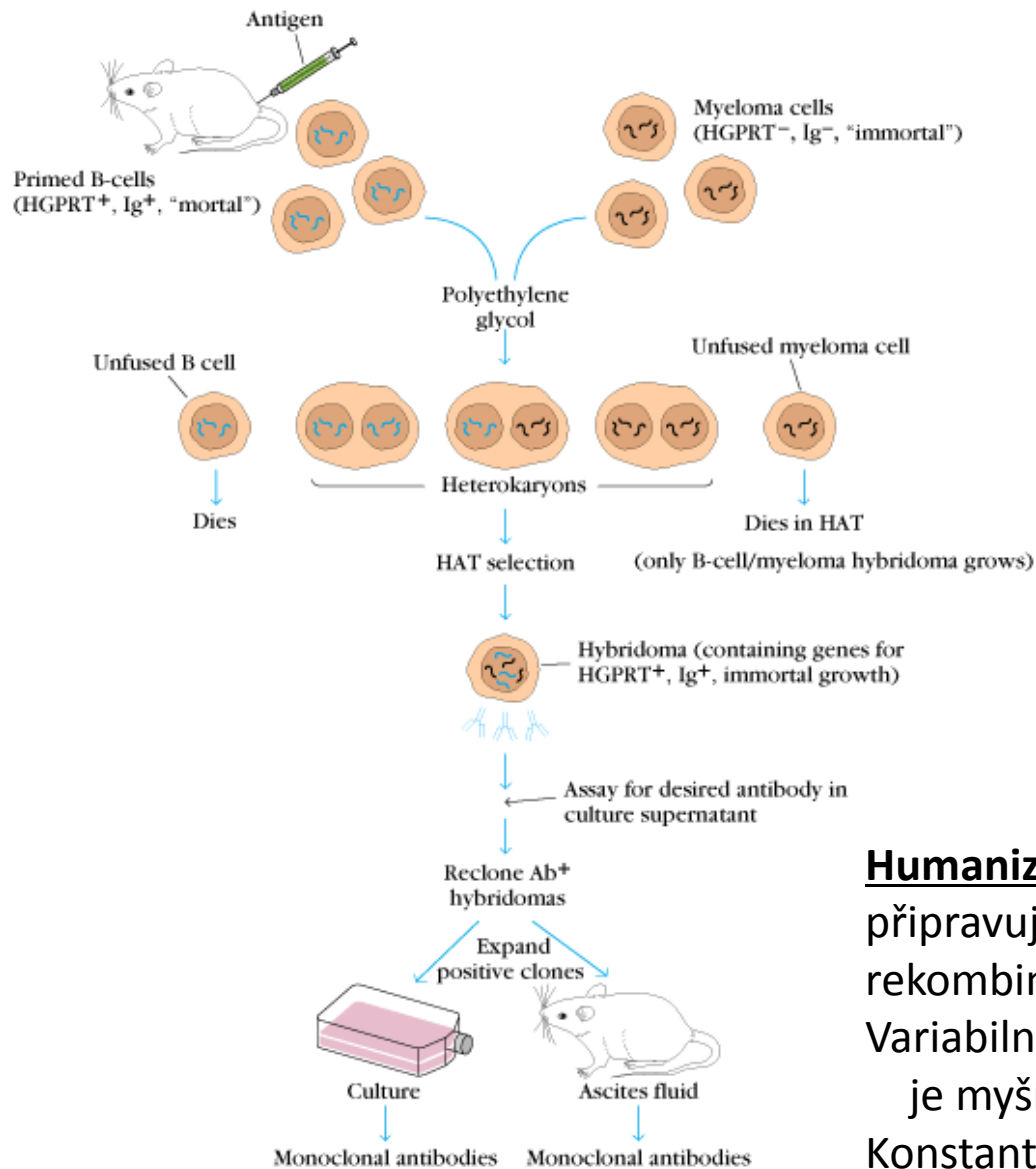 Antigen
Myeloma cells
(HGPRT⁻, Ig⁻, “immortal”)
Primed B-cells
(HGPRT⁺, Ig⁺, “mortal”)
Polyethylene
glycol
Unfused B cell
Unfused myeloma cell
Heterokaryons
Dies
Dies in HAT
HAT selection
(only B-cell/myeloma hybridoma grows)
Hybridoma (containing genes for
HGPRT⁺, Ig⁺, immortal growth)
Assay for desired antibody in
culture supernatant
Reclone Ab⁺
hybridomas
Expand
positive clones
Culture
Ascites fluid
Monoclonal antibodies
Monoclonal antibodies
Humaniz
připravuj
rekombin
Variabiln
je myš
Konstant